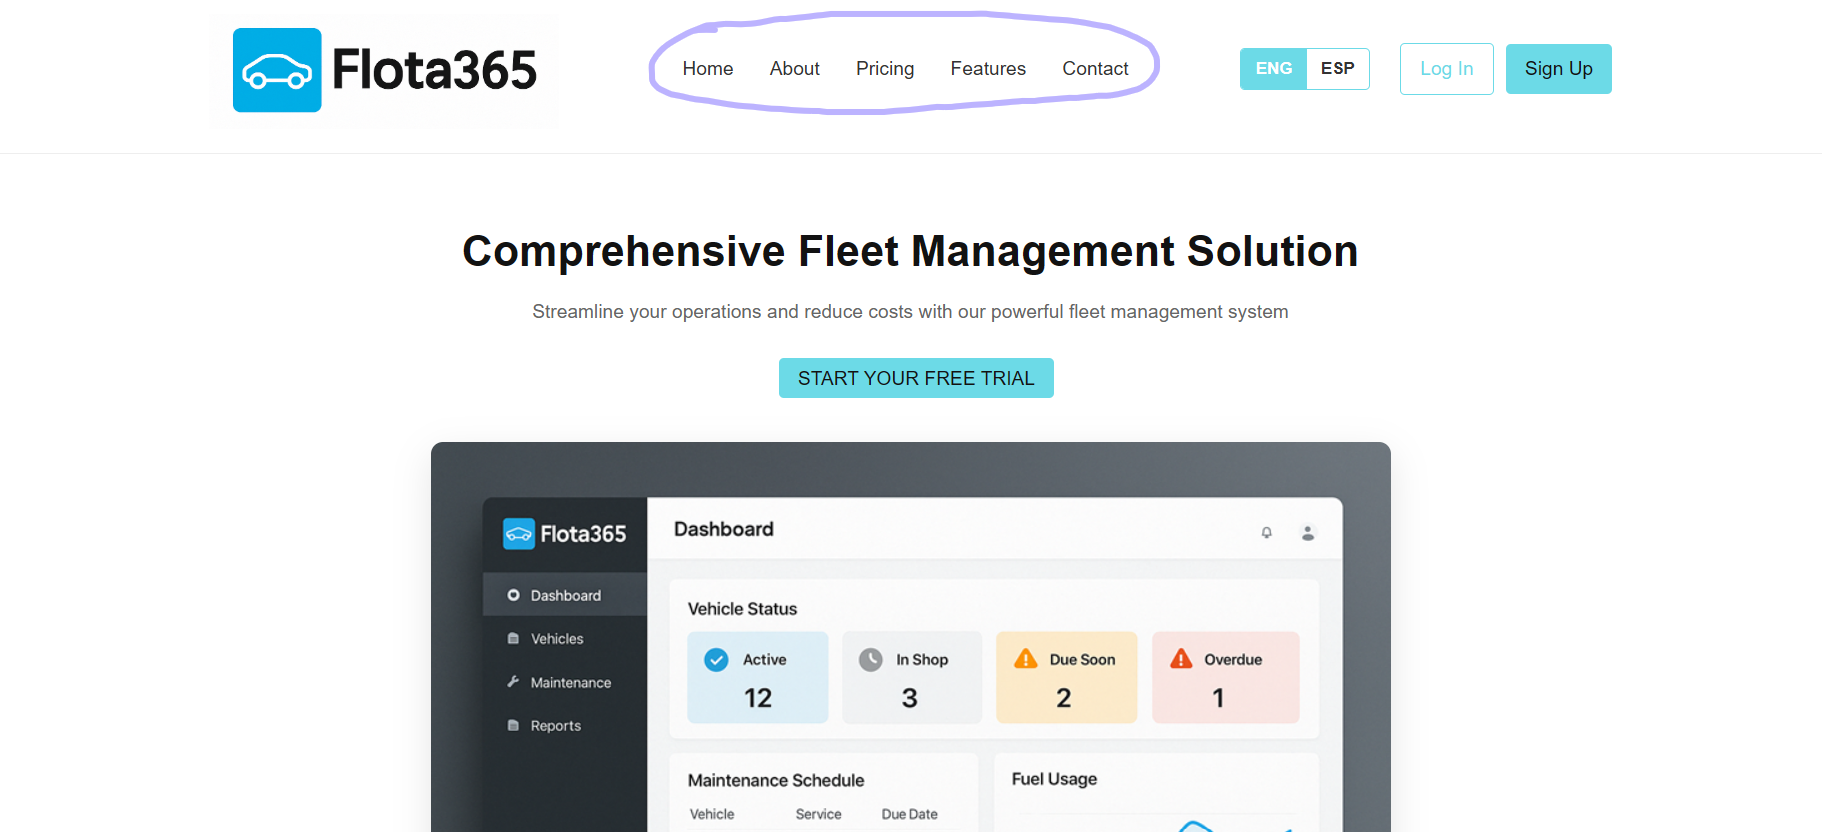 Flota365
Home About Pricing Features Contact
ENG ESP
Log In
Sign Up
Comprehensive Fleet Management Solution
Streamline your operations and reduce costs with our powerful fleet management system
START YOUR FREE TRIAL
Flota365
Dashboard
Vehicles
Maintenance
Reports
Dashboard
Vehicle Status
Active
12
In Shop
3
Due Soon
2
Overdue
1
Maintenance Schedule
Vehicle Service Due Date
Fuel Usage